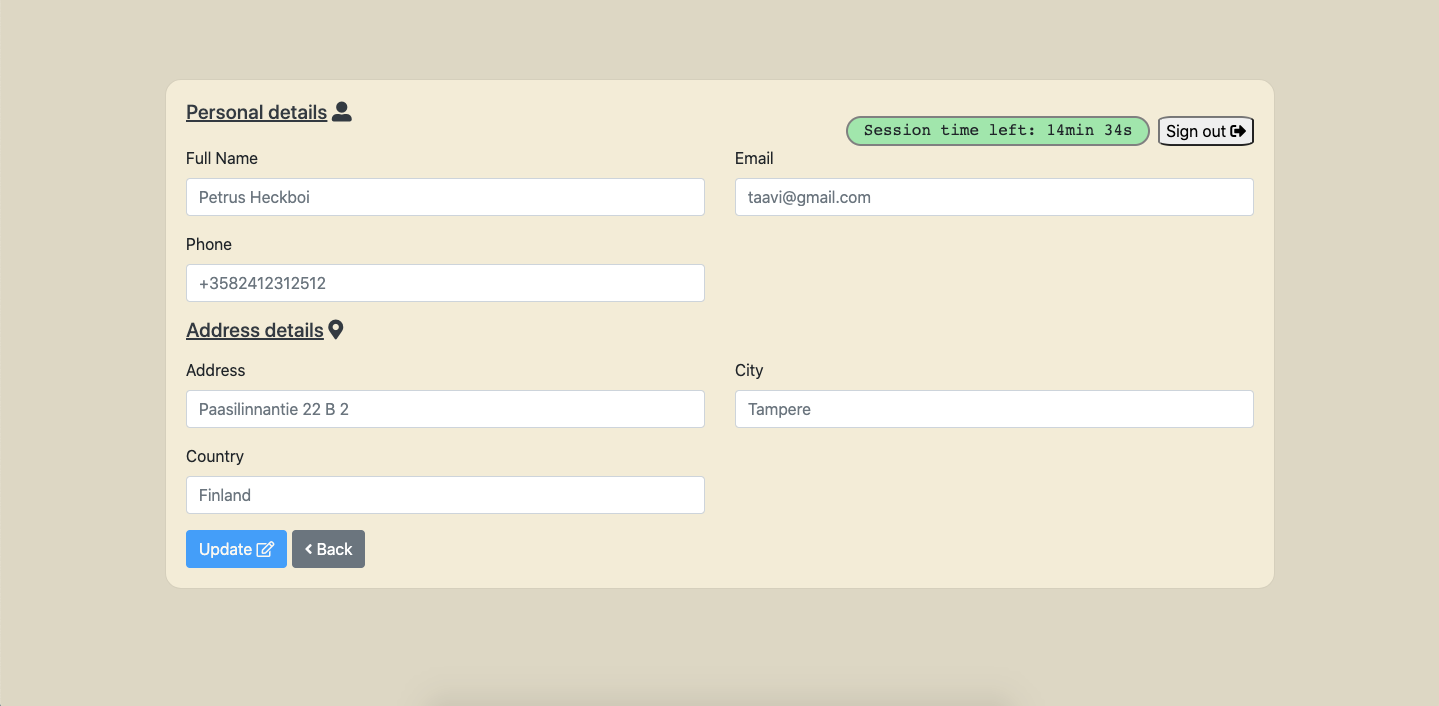 Personal details
Session time left: 14min 34s
Sign out
Full Name
Email
Petrus Heckboi
taavi@gmail.com
Phone
+3582412312512
Address details
Address
City
Paasilinnantie 22 B 2
Tampere
Country
Finland
Update
Back